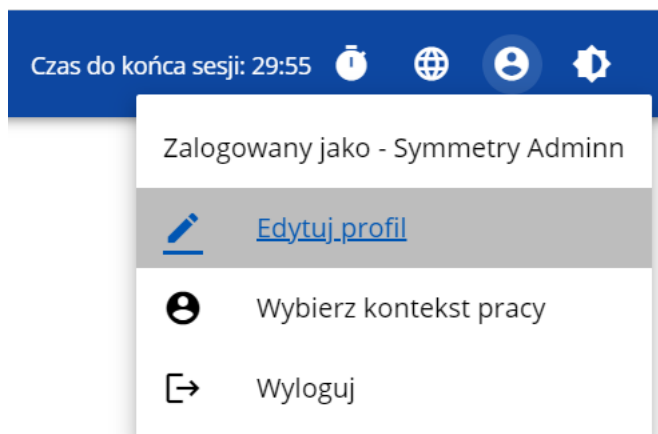 Czas do końca sesji: 29:55
Zalogowany jako - Symmetry Adminn
Edytuj profil
Wybierz kontekst pracy
Wyloguj